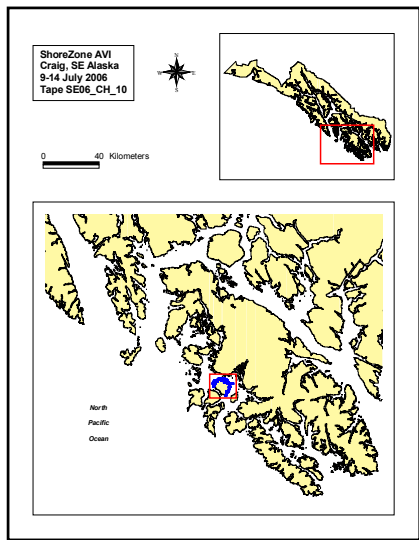 ShoreZone AVI
Craig, SE Alaska
9-14 July 2006
Tape SE06_CH_10
N
W E
S
0 40 Kilometers
North
Pacific
Ocean